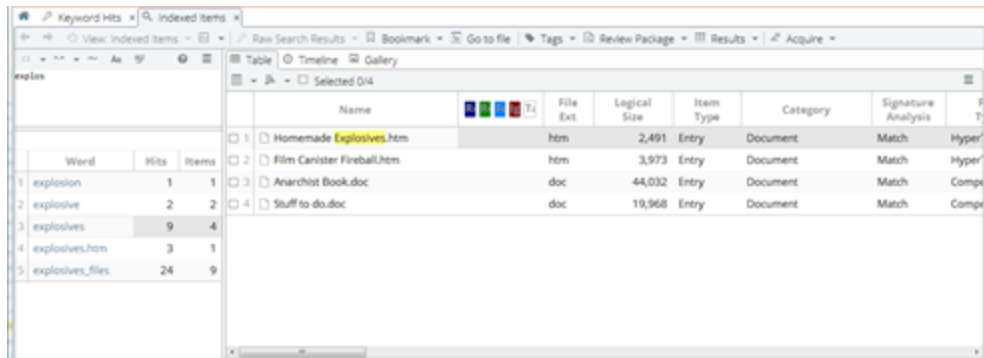 Keyword Hits x Indexed Items x
View: Indexed Items Raw Search Results Bookmark Go to file Tags Review Package Results Acquire
Aa
Table Timeline Gallery
explos
Selected 0/4
Name File Ext Logical Size Item Type Category Signature Analysis
1 Homemade Explosives.htm htm 2,491 Entry Document Match Hyper
2 Film Canister Fireball.htm htm 3,973 Entry Document Match Hyper
3 Anarchist Book.doc doc 44,032 Entry Document Match Compo
4 Stuff to do.doc doc 19,968 Entry Document Match Compo
Word Hits Items
1 explosion 1 1
2 explosive 2 2
3 explosives 9 4
4 explosives.htm 3 1
5 explosives_files 24 9